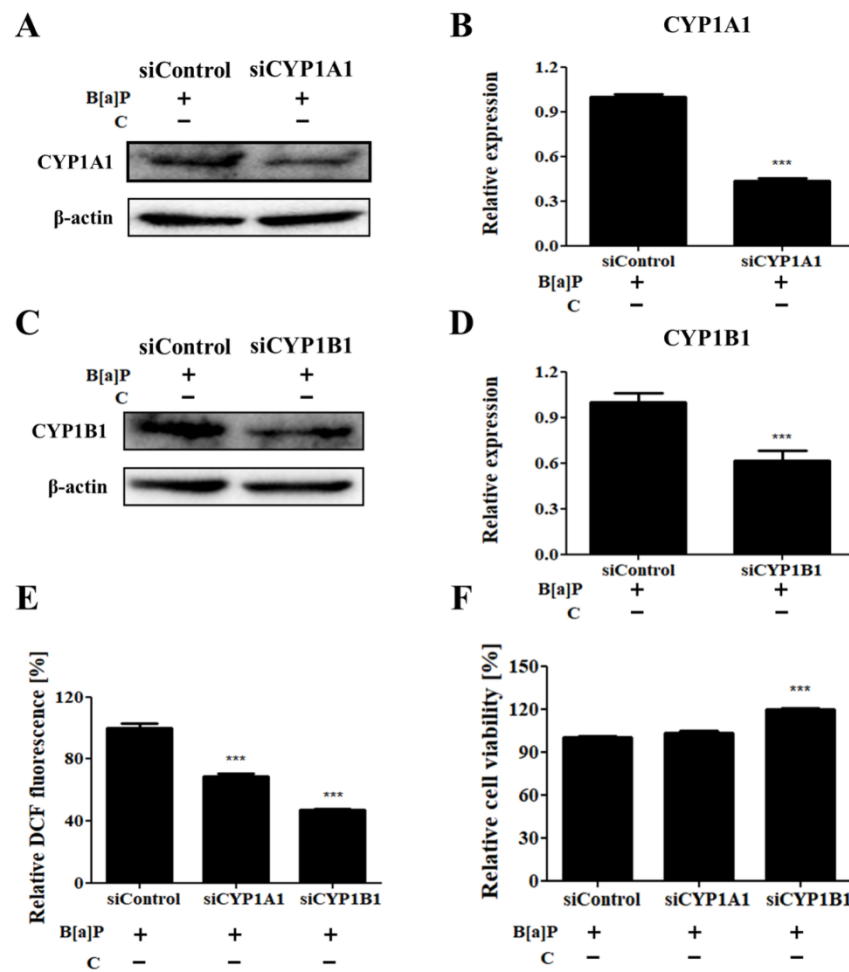 A
siControl siCYP1A1
B[a]P + +
C − −
CYP1A1
β-actin
B
CYP1A1
Relative expression
1.2
0.9
0.6
0.3
0.0
***
siControl siCYP1A1
B[a]P + +
C − −
C
siControl siCYP1B1
B[a]P + +
C − −
CYP1B1
β-actin
D
CYP1B1
Relative expression
1.2
0.9
0.6
0.3
0.0
***
siControl siCYP1B1
B[a]P + +
C − −
E
Relative DCF fluorescence [%]
120
80
40
0
*** ***
siControl siCYP1A1 siCYP1B1
B[a]P + + +
C − − −
F
Relative cell viability [%]
150
120
90
60
30
0
***
siControl siCYP1A1 siCYP1B1
B[a]P + + +
C − − −